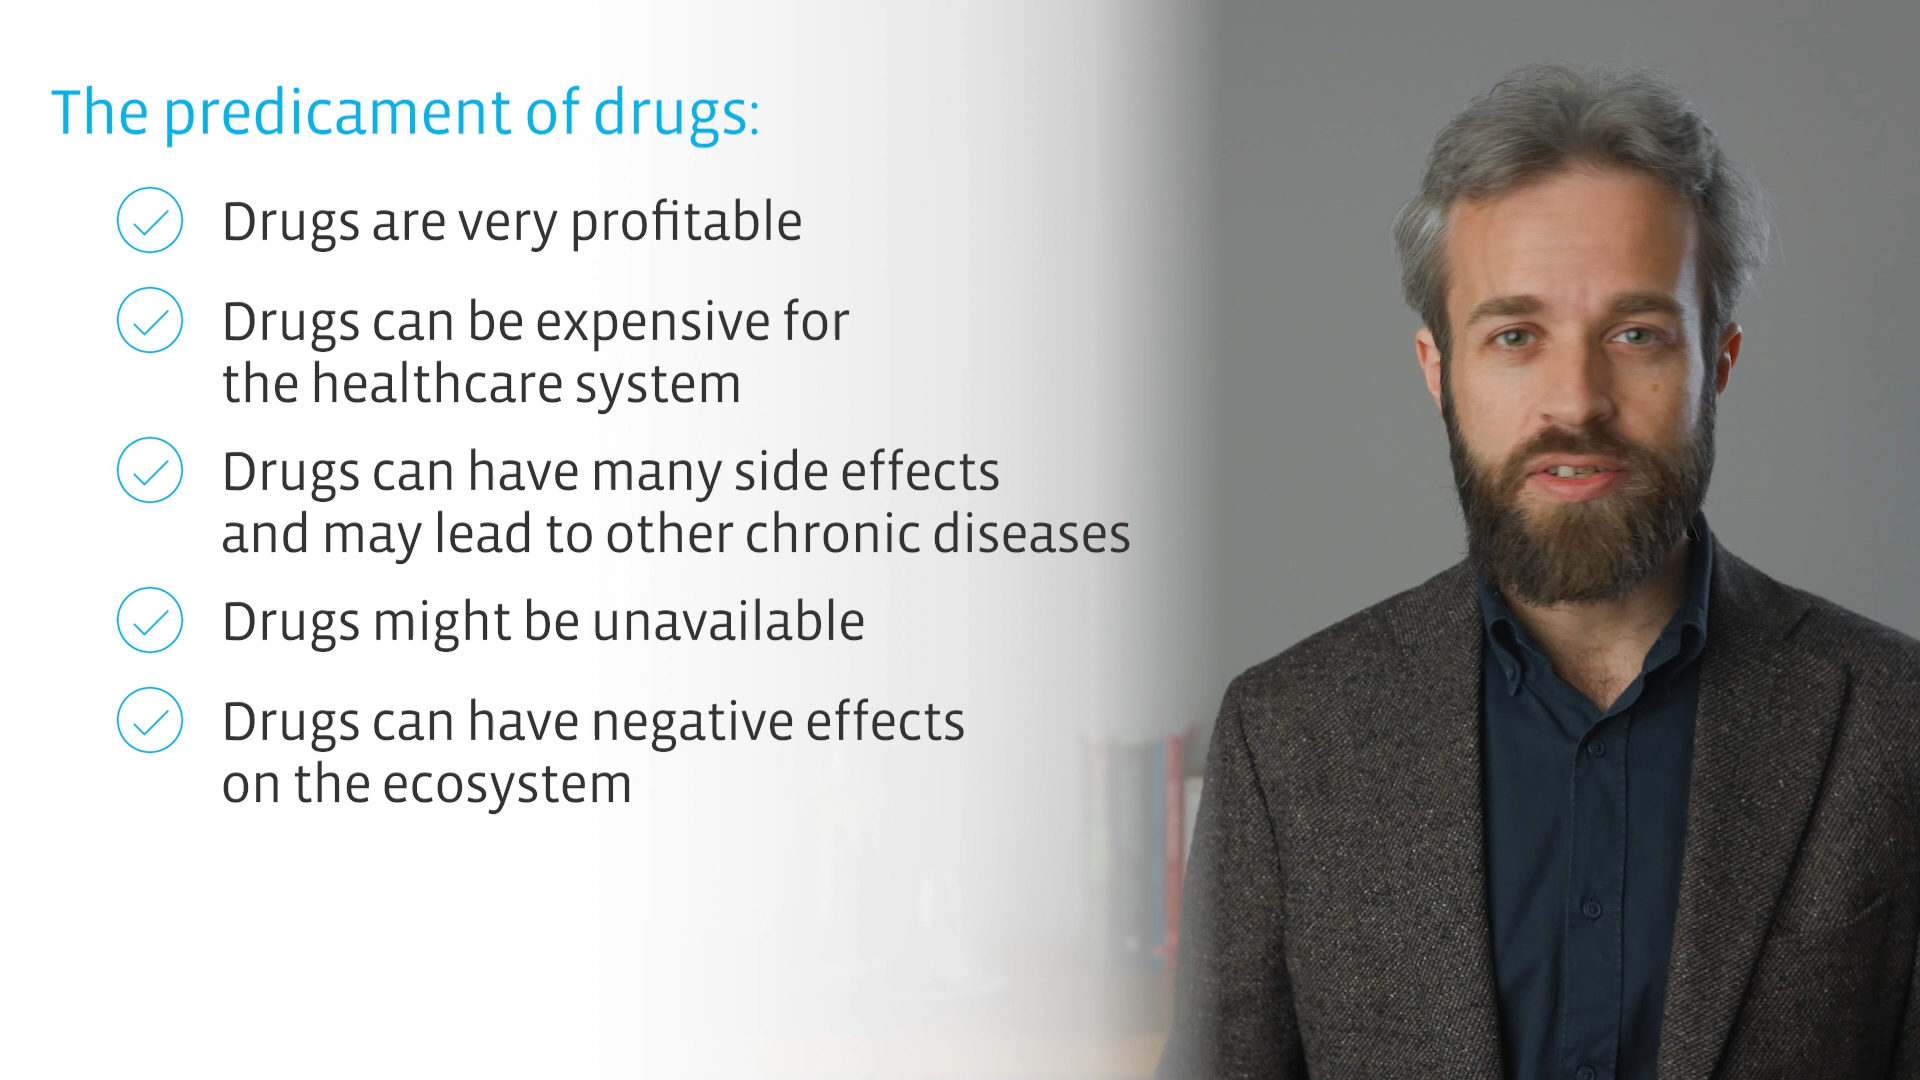 The predicament of drugs:
Drugs are very profitable
Drugs can be expensive for
the healthcare system
Drugs can have many side effects
and may lead to other chronic diseases
Drugs might be unavailable
Drugs can have negative effects
on the ecosystem